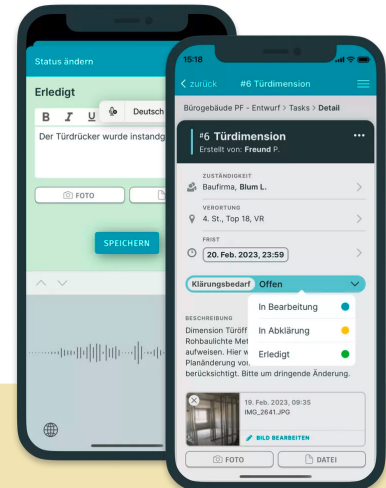 Status ändern
Erledigt
B I U Deutsch
Der Türdrücker wurde instandg
FOTO
SPEICHERN
15:18
zurück #6 Türdimension
Bürogebäude PF - Entwurf > Tasks > Detail
#6 Türdimension
Erstellt von: Freund P.
ZUSTÄNDIGKEIT
Baufirma, Blum L.
VERORTUNG
4. St., Top 18, VR
FRIST
20. Feb. 2023, 23:59
Klärungsbedarf Offen
In Bearbeitung
In Abklärung
Erledigt
BESCHREIBUNG
Dimension Türöff
Rohbaulichte Met
aufweisen. Hier w
Planänderung vor
berücksichtigt. Bitte um dringende Änderung.
19. Feb. 2023, 09:35
IMG_2641.JPG
BILD BEARBEITEN
FOTO DATEI